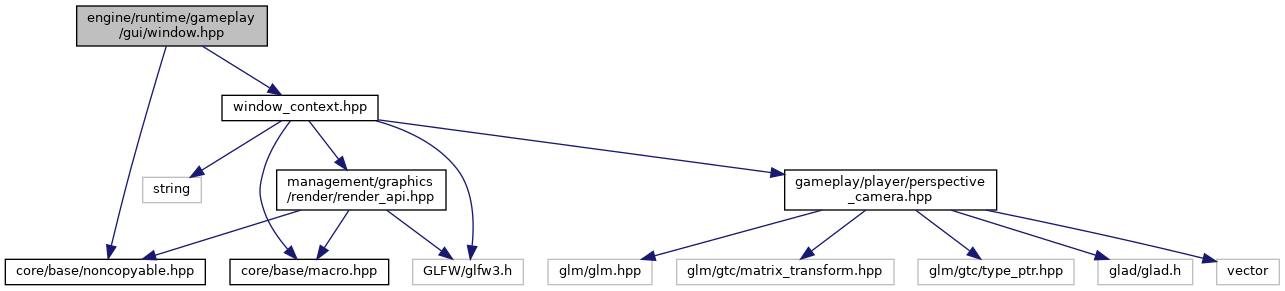 engine/runtime/gameplay
/gui/window.hpp
window_context.hpp
string
management/graphics
/render/render_api.hpp
gameplay/player/perspective
_camera.hpp
core/base/noncopyable.hpp
core/base/macro.hpp
GLFW/glfw3.h
glm/glm.hpp
glm/gtc/matrix_transform.hpp
glm/gtc/type_ptr.hpp
glad/glad.h
vector